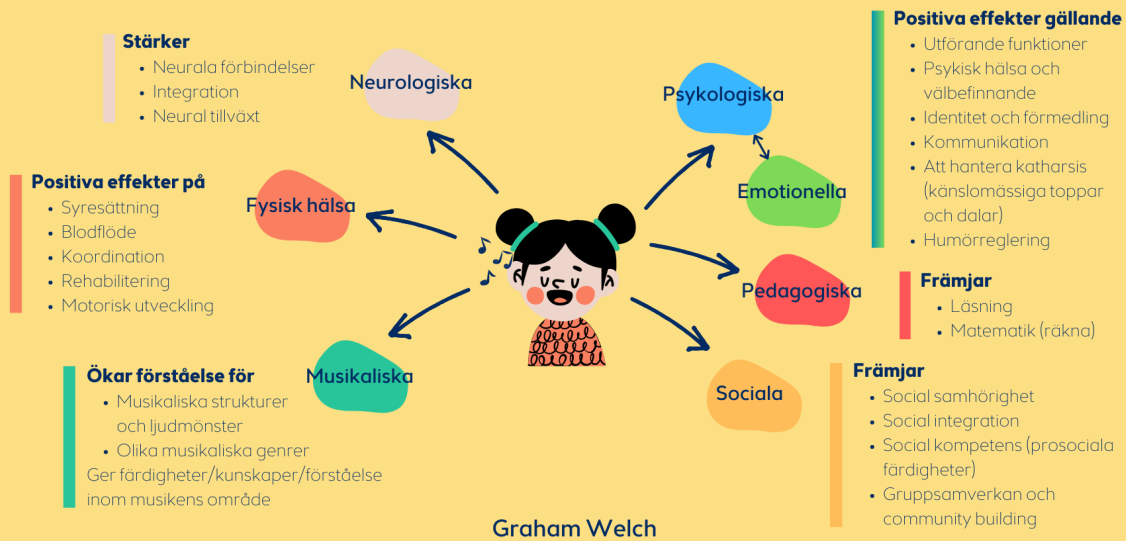 Stärker
• Neurala förbindelser
• Integration
• Neural tillväxt
Neurologiska
Positiva effekter på
• Syresättning
• Blodflöde
• Koordination
• Rehabilitering
• Motorisk utveckling
Fysisk hälsa
Ökar förståelse för
• Musikaliska strukturer
och ljudmönster
• Olika musikaliska genrer
Ger färdigheter/kunskaper/förståelse
inom musikens område
Musikaliska
Psykologiska
Emotionella
Positiva effekter gällande
• Utförande funktioner
• Psykisk hälsa och
välbefinnande
• Identitet och förmedling
• Kommunikation
• Att hantera katharsis
(känslomässiga toppar
och dalar)
• Humörreglering
Pedagogiska
Främjar
• Läsning
• Matematik (räkna)
Sociala
Främjar
• Social samhörighet
• Social integration
• Social kompetens (prosociala
färdigheter)
• Gruppsamverkan och
community building
Graham Welch